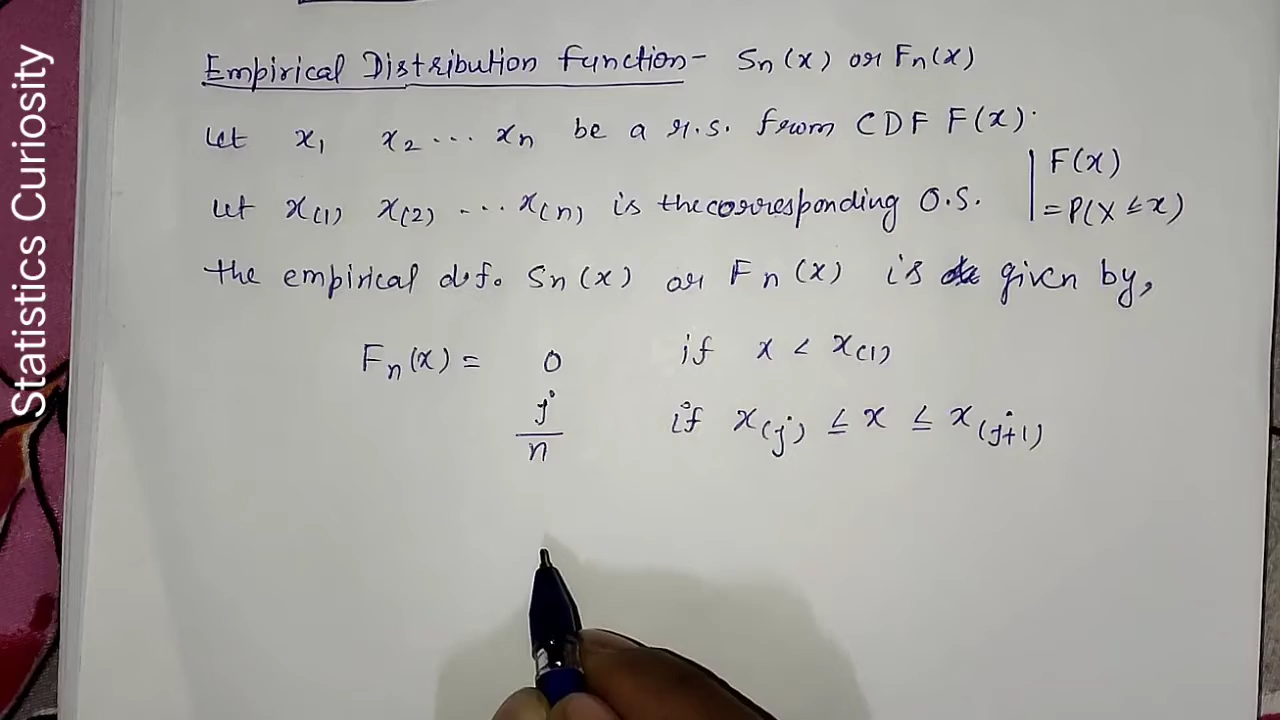 Statistics Curiosity
Empirical Distribution function- Sn(x) or Fn(x)
Let x1 x2 ... xn be a r.s. from CDF F(x).
Let x(1) x(2) ... x(n) is the corresponding O.S.
F(x)
= P(X ≤ x)
the empirical d.f. Sn(x) or Fn(x) is given by,
Fn(x) = 0 if x < x(1)
j/n if x(j) ≤ x ≤ x(j+1)